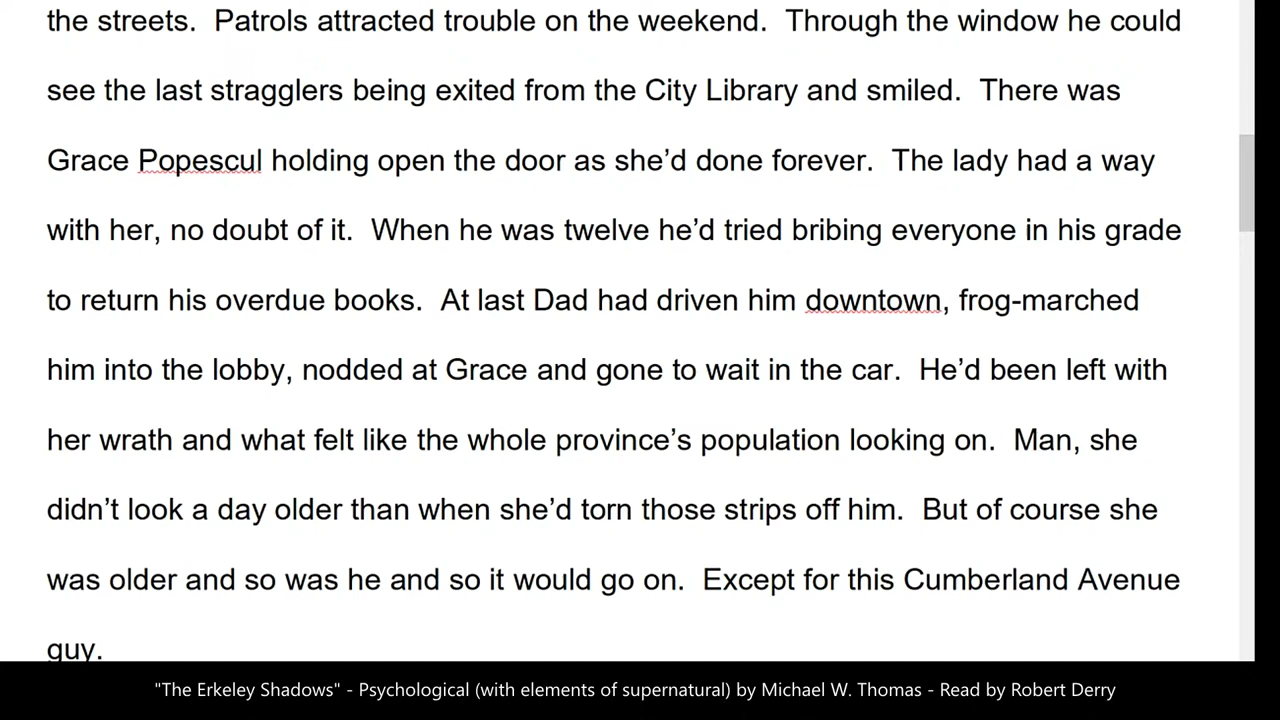 the streets.  Patrols attracted trouble on the weekend.  Through the window he could
see the last stragglers being exited from the City Library and smiled.  There was
Grace Popescul holding open the door as she’d done forever.  The lady had a way
with her, no doubt of it.  When he was twelve he’d tried bribing everyone in his grade
to return his overdue books.  At last Dad had driven him downtown, frog-marched
him into the lobby, nodded at Grace and gone to wait in the car.  He’d been left with
her wrath and what felt like the whole province’s population looking on.  Man, she
didn’t look a day older than when she’d torn those strips off him.  But of course she
was older and so was he and so it would go on.  Except for this Cumberland Avenue
guy.
"The Erkeley Shadows" - Psychological (with elements of supernatural) by Michael W. Thomas - Read by Robert Derry